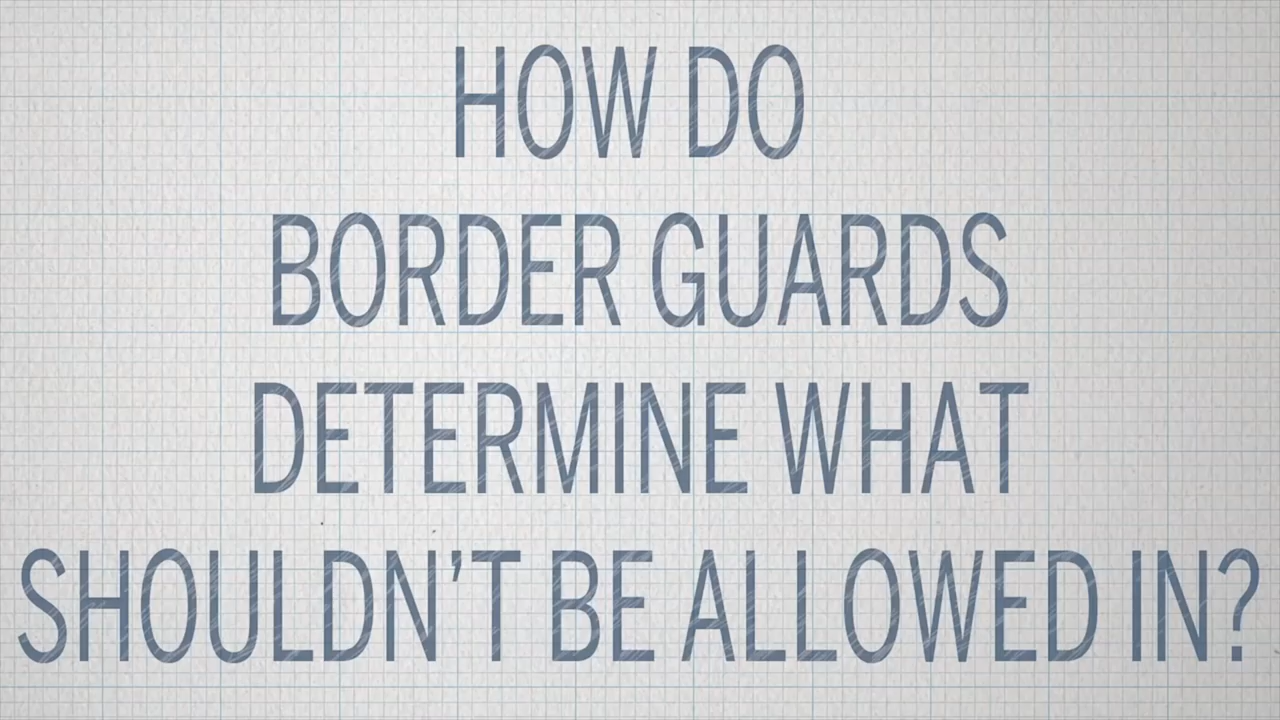 HOW DO
BORDER GUARDS
DETERMINE WHAT
SHOULDN’T BE ALLOWED IN?